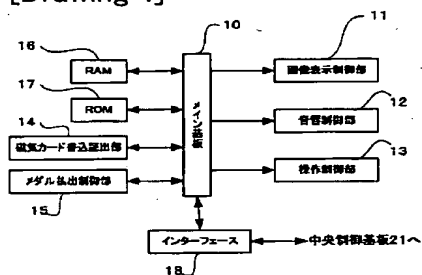 [Drawing 4]
10
11
16
RAM
画像表示制御部
17
ROM
メイン基板
12
音響制御部
14
磁気カード書込読出部
13
操作制御部
メダル払出制御部
15
インターフェース
中央制御基板21へ
18